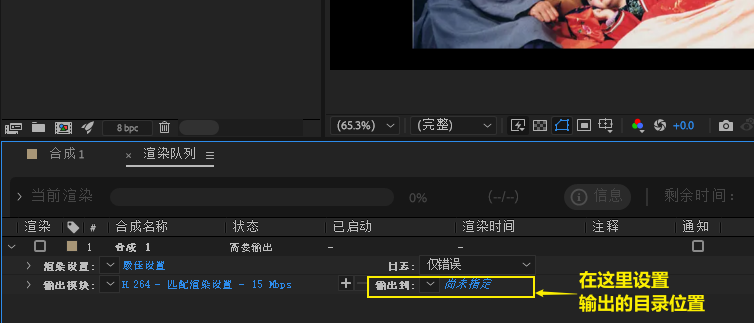 8 bpc
(65.3%)
(完整)
+0.0
合成 1
× 渲染队列
当前渲染
0%
(--/--)
信息
剩余时间:
渲染
#
合成名称
状态
已启动
渲染时间
注释
通知
1
合成 1
需要输出
–
–
渲染设置:
最佳设置
日志:
仅错误
输出模块:
H.264 - 匹配渲染设置 - 15 Mbps
输出到:
尚未指定
在这里设置
输出的目录位置